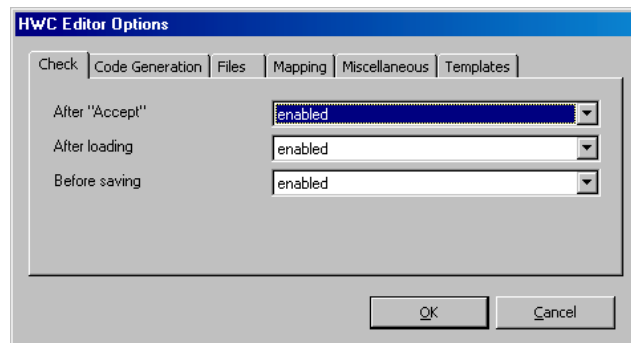 HWC Editor Options
Check Code Generation Files Mapping Miscellaneous Templates
After "Accept" enabled
After loading enabled
Before saving enabled
OK Cancel